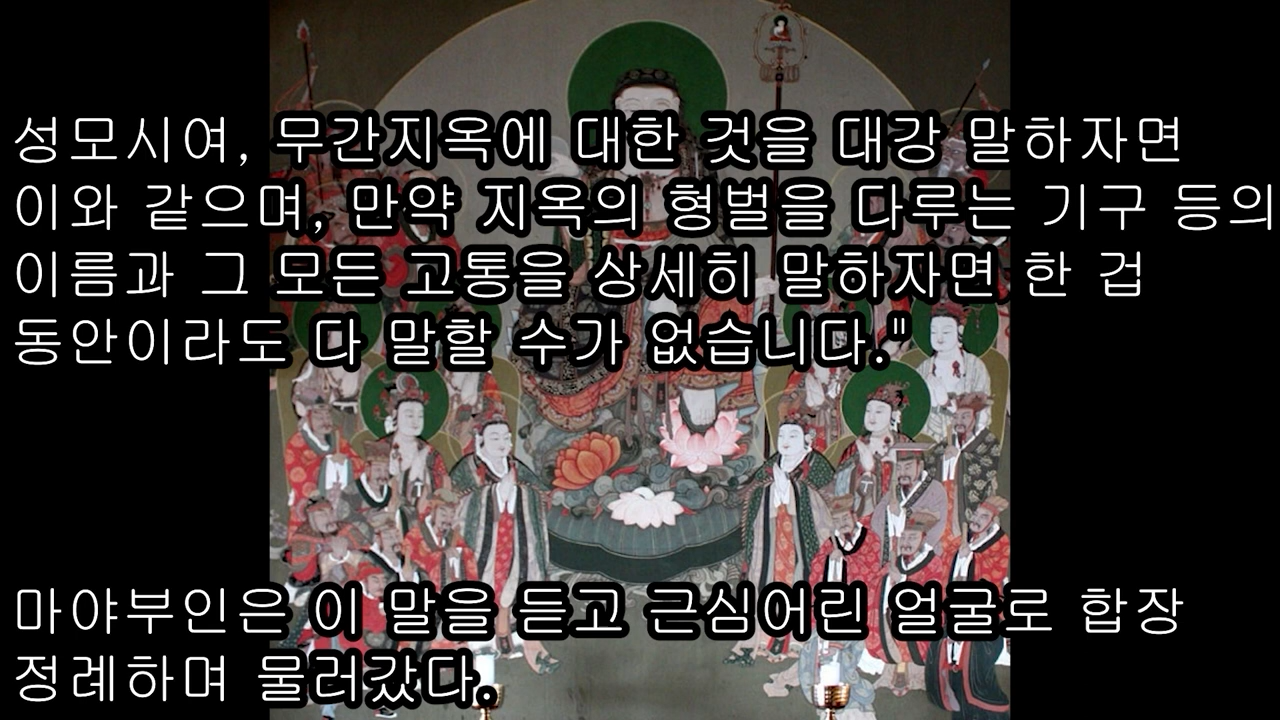 성모시여, 무간지옥에 대한 것을 대강 말하자면
이와 같으며, 만약 지옥의 형벌을 다루는 기구 등의
이름과 그 모든 고통을 상세히 말하자면 한 겁
동안이라도 다 말할 수가 없습니다."
마야부인은 이 말을 듣고 근심어린 얼굴로 합장
정례하며 물러갔다.